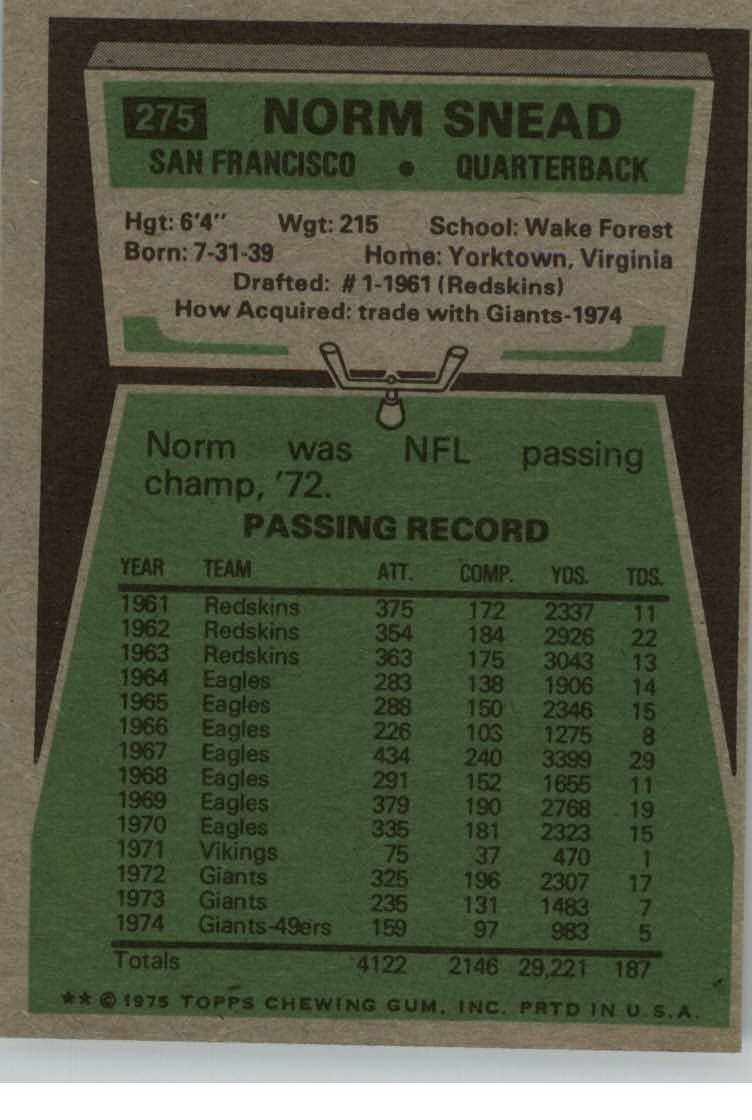 275 NORM SNEAD
SAN FRANCISCO • QUARTERBACK
Hgt: 6'4" Wgt: 215 School: Wake Forest
Born: 7-31-39 Home: Yorktown, Virginia
Drafted: #1-1961 (Redskins)
How Acquired: trade with Giants-1974
Norm was NFL passing
champ, '72.
PASSING RECORD
YEAR TEAM ATT. COMP. YDS. TDS.
1961 Redskins 375 172 2337 11
1962 Redskins 354 184 2926 22
1963 Redskins 363 175 3043 13
1964 Eagles 283 138 1906 14
1965 Eagles 288 150 2346 15
1966 Eagles 226 103 1275 8
1967 Eagles 434 240 3399 29
1968 Eagles 291 152 1655 11
1969 Eagles 379 190 2768 19
1970 Eagles 335 181 2323 15
1971 Vikings 75 37 470 1
1972 Giants 325 196 2307 17
1973 Giants 235 131 1483 7
1974 Giants-49ers 159 97 983 5
Totals 4122 2146 29,221 187
** © 1975 TOPPS CHEWING GUM, INC. PRTD IN U.S.A.